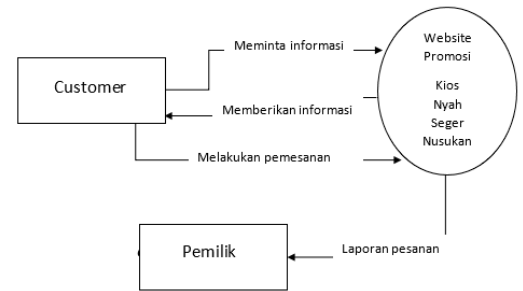 Meminta informasi
Website
Promosi
Kios
Nyah
Seger
Nusukan
Customer
Memberikan informasi
Melakukan pemesanan
Pemilik
Laporan pesanan